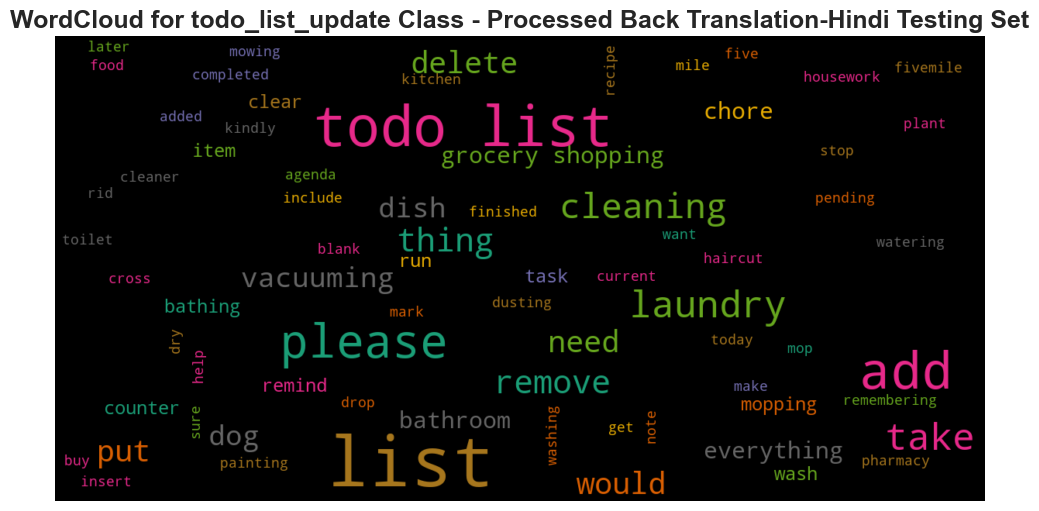 WordCloud for todo_list_update Class - Processed Back Translation-Hindi Testing Set
later
mowing
delete
recipe
mile
five
fivemile
food
completed
kitchen
housework
clear
chore
added
kindly
todo list
plant
item
grocery shopping
stop
cleaner
agenda
rid
include
dish
finished
cleaning
pending
toilet
blank
thing
want
watering
run
haircut
cross
vacuuming
task
current
bathing
mark
dusting
laundry
dry
please
need
today
mop
help
remind
remove
make
add
counter
drop
bathroom
mopping
remembering
sure
dog
washing
get
note
take
put
everything
buy
painting
list
pharmacy
insert
would
wash